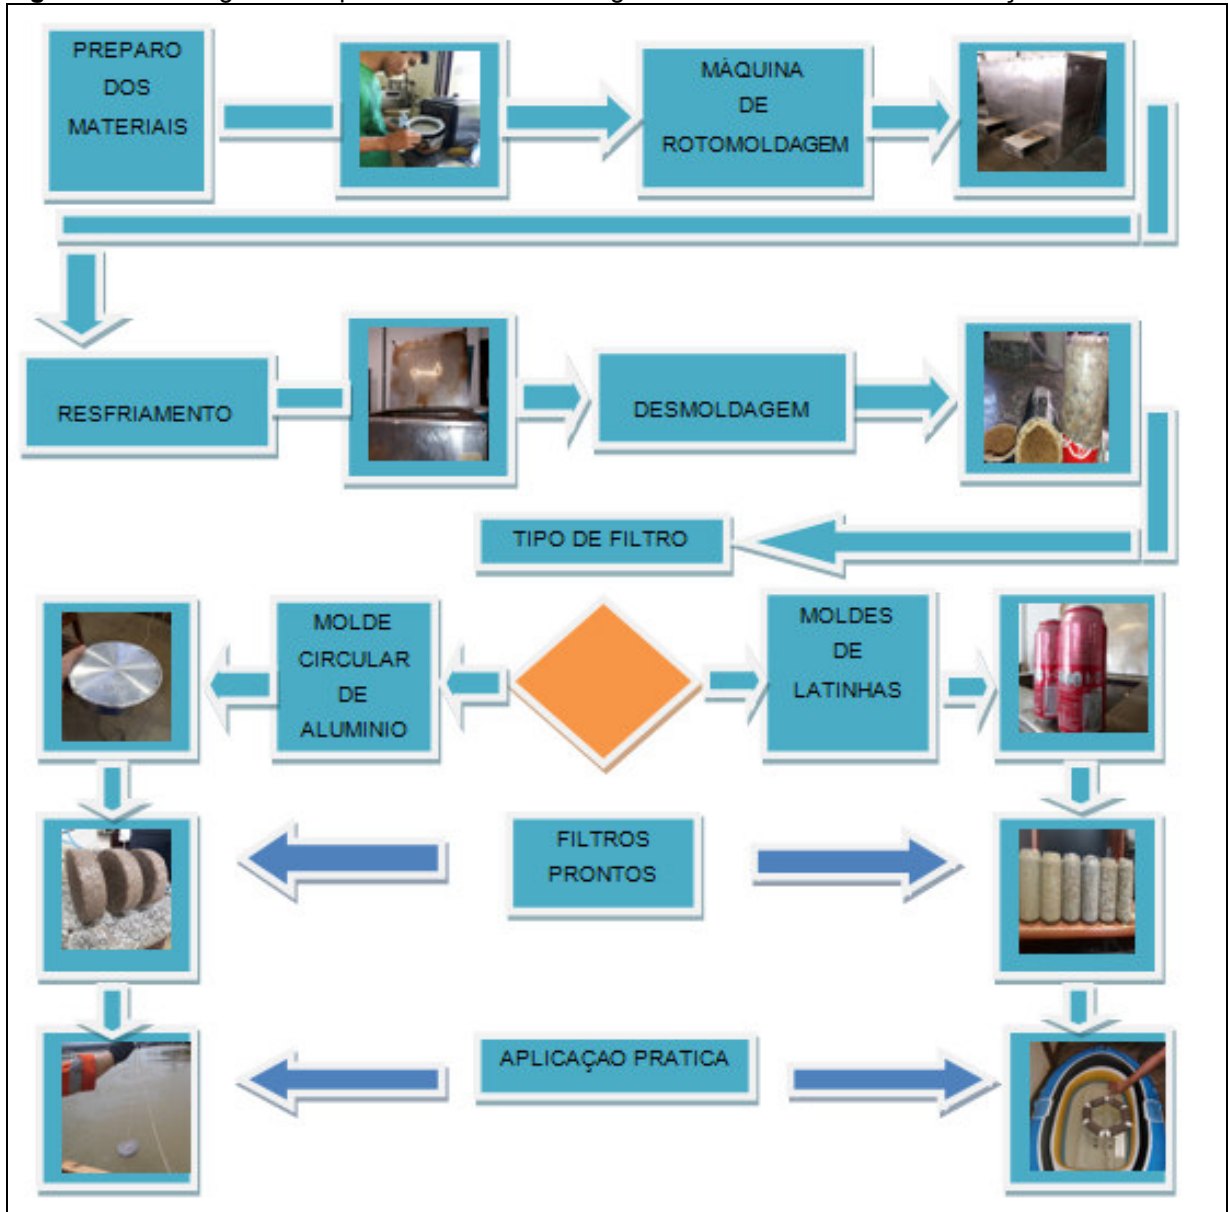 PREPARO
DOS
MATERIAIS
MÀQUINA
DE
ROTOMOLDAGEM
RESFRIAMENTO
DESMOLDAGEM
TIPO DE FILTRO
MOLDE
CIRCULAR
DE
ALUMINIO
MOLDES
DE
LATINHAS
FILTROS
PRONTOS
APLICAÇAO PRATICA